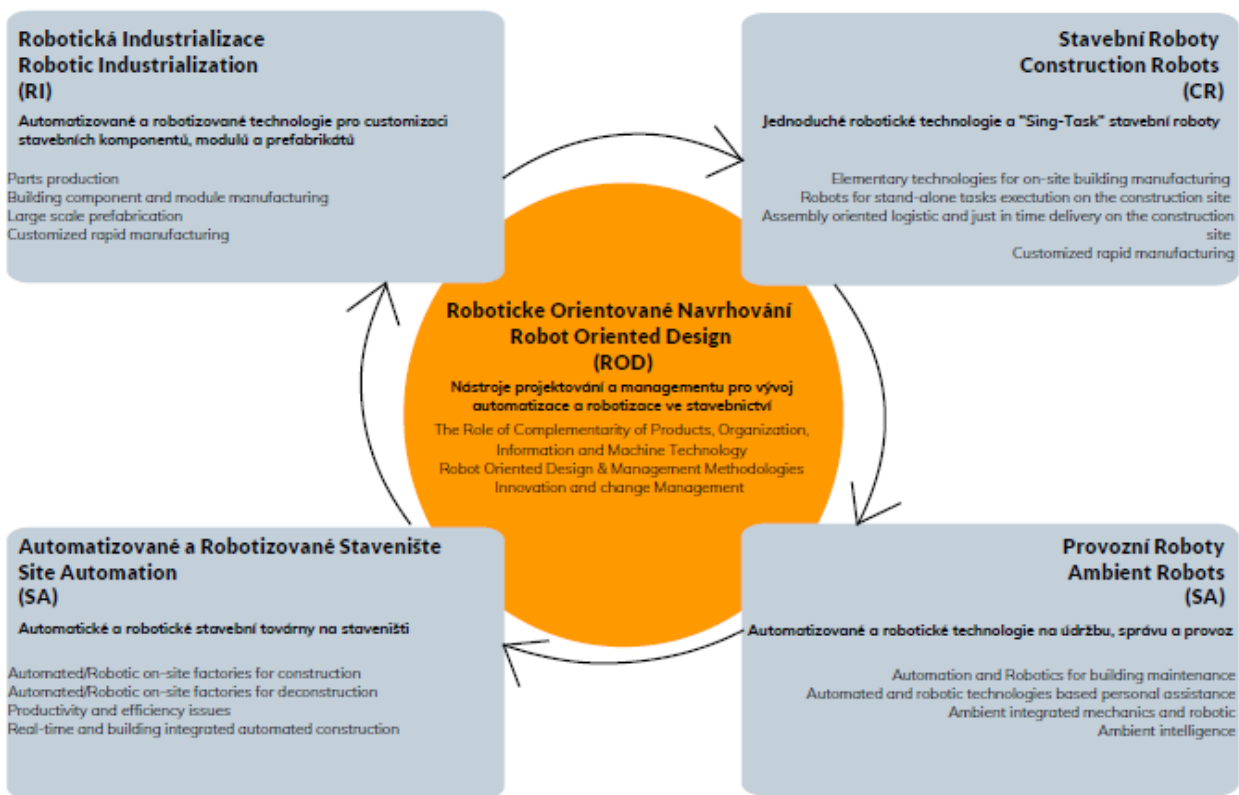 Robotická Industrializace
Robotic Industrialization
(RI)
Automatizované a robotizované technologie pro customizaci
stavebních komponentů, modulů a prefabrikátů
Parts production
Building component and module manufacturing
Large scale prefabrication
Customized rapid manufacturing
Stavební Roboty
Construction Robots
(CR)
Jednoduché robotické technologie a "Sing-Task" stavební roboty
Elementary technologies for on-site building manufacturing
Robots for stand-alone tasks exectution on the construction site
Assembly oriented logistic and just in time delivery on the construction
site
Customized rapid manufacturing
Roboticke Orientované Navrhování
Robot Oriented Design
(ROD)
Nástroje projektování a managementu pro vývoj
automatizace a robotizace ve stavebnictví
The Role of Complementarity of Products, Organization,
Information and Machine Technology
Robot Oriented Design & Management Methodologies
Innovation and change Management
Automatizované a Robotizované Stavenište
Site Automation
(SA)
Automatické a robotické stavební továrny na staveništi
Automated/Robotic on-site factories for construction
Automated/Robotic on-site factories for deconstruction
Productivity and efficiency issues
Real-time and building integrated automated construction
Provozní Roboty
Ambient Robots
(SA)
Automatizované a robotické technologie na údržbu, správu a provoz
Automation and Robotics for building maintenance
Automated and robotic technologies based personal assistance
Ambient integrated mechanics and robotic
Ambient intelligence